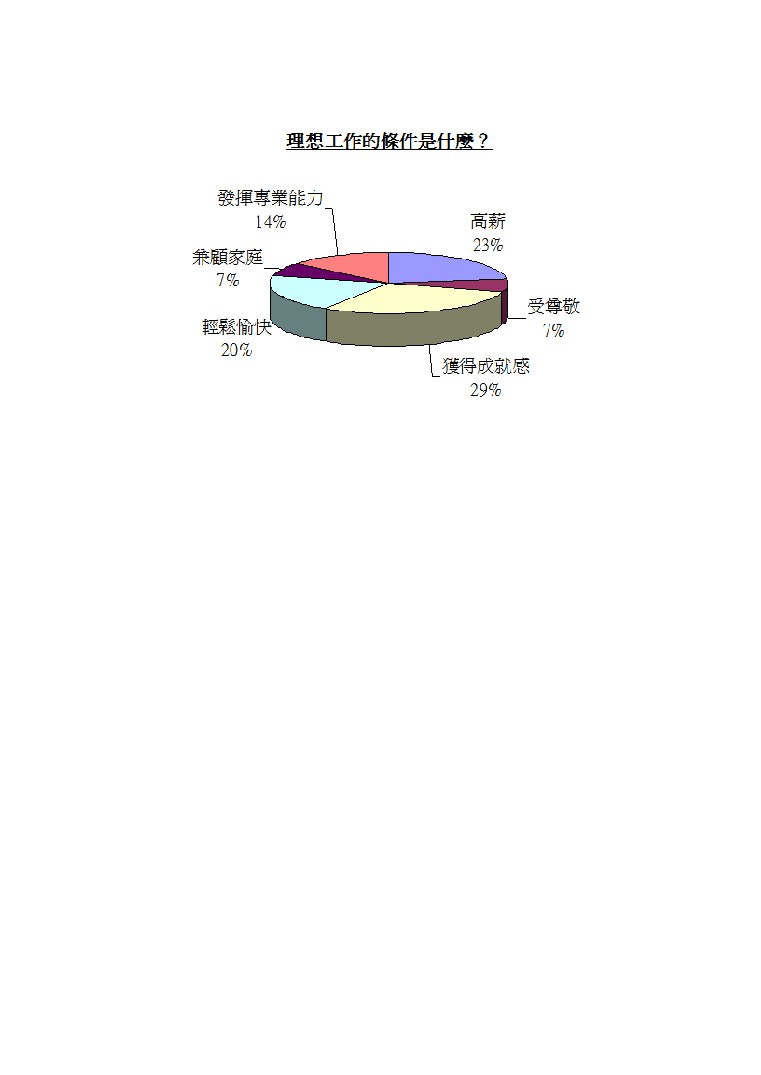 理想工作的條件是什麼？
發揮專業能力
14%
高薪
23%
兼顧家庭
7%
受尊敬
7%
輕鬆愉快
20%
獲得成就感
29%